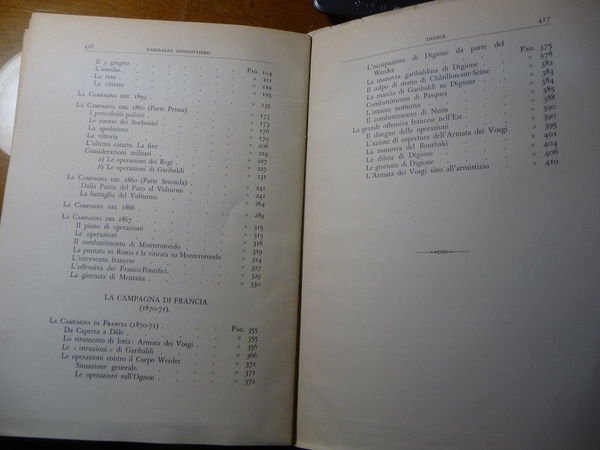 416 GARIBALDI CONDOTTIERO
Il 3 giugno . . . . Pag. 104
L'assedio. . . . . » 111
La resa . . . . » 119
La ritirata . . . . » 123
LA CAMPAGNA DEL 1859 . . . . » 135
LA CAMPAGNA DEL 1860 (Parte Prima) . . . » 173
I precedenti politici . . . . » 173
Le risorse dei Borbonici . . . . » 176
La spedizione . . . . » 179
La vittoria . . . . » 206
L'ultimo conato. La fine . . . . » 219
Considerazioni militari . . . . » 227
a) Le operazioni dei Regi . . . . » 227
b) Le operazioni di Garibaldi . . . . » 231
LA CAMPAGNA DEL 1860 (Parte Seconda) . . . » 241
Dalla Punta del Faro al Volturno . . . » 241
La battaglia del Volturno. . . . » 264
LA CAMPAGNA DEL 1866 . . . . » 289
LA CAMPAGNA DEL 1867 . . . . » 315
Il piano di operazioni . . . . » 315
Le operazioni . . . . » 316
Il combattimento di Monterotondo . . . » 319
La puntata su Roma e la ritirata su Monterotondo » 324
L'intervento francese . . . . » 327
L'offensiva dei Franco-Pontifici. . . . » 329
La giornata di Mentana . . . . » 330
LA CAMPAGNA DI FRANCIA
(1870-71).
LA CAMPAGNA DI FRANCIA (1870-71) . . . Pag. 355
Da Caprera a Dôle . . . . » 355
Lo strumento di lotta: Armata dei Vosgi . . » 356
Le « istruzioni » di Garibaldi . . . » 366
Le operazioni contro il Corpo Werder . . » 371
Situazione generale. . . . » 371
Le operazioni sull'Ognon . . . . » 372
INDICE 417
L'occupazione di Digione da parte del
Werder . . . . Pag. 375
La manovra garibaldina di Digione . . » 378
Il colpo di mano di Châtillon-sur-Seine . » 382
La marcia di Garibaldi su Digione . . » 384
Combattimento di Pasques . . . » 385
L'attacco notturno . . . . » 388
Il combattimento di Nuits . . . » 390
La grande offensiva francese nell'Est . .
Il disegno delle operazioni . . . » 395
L'azione di copertura dell'Armata dei Vosgi
La manovra del Bourbaki . . . » 401
La difesa di Digione . . . . » 404
Le giornate di Digione . . . . » 406
L'Armata dei Vosgi sino all'armistizio . » 410